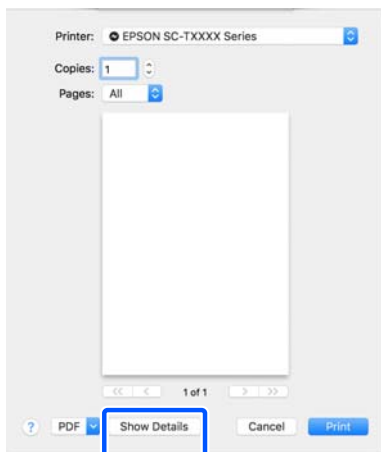 Printer: EPSON SC-TXXXX Series
Copies: 1
Pages: All
<< < 1 of 1 > >>
? PDF Show Details Cancel Print